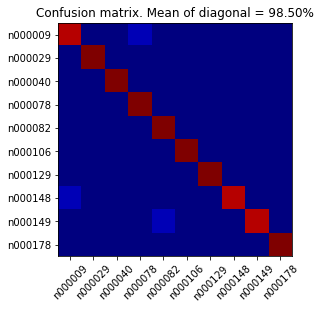 Confusion matrix. Mean of diagonal = 98.50%
n000009
n000029
n000040
n000078
n000082
n000106
n000129
n000148
n000149
n000178
n000009 n000029 n000040 n000078 n000082 n000106 n000129 n000148 n000149 n000178